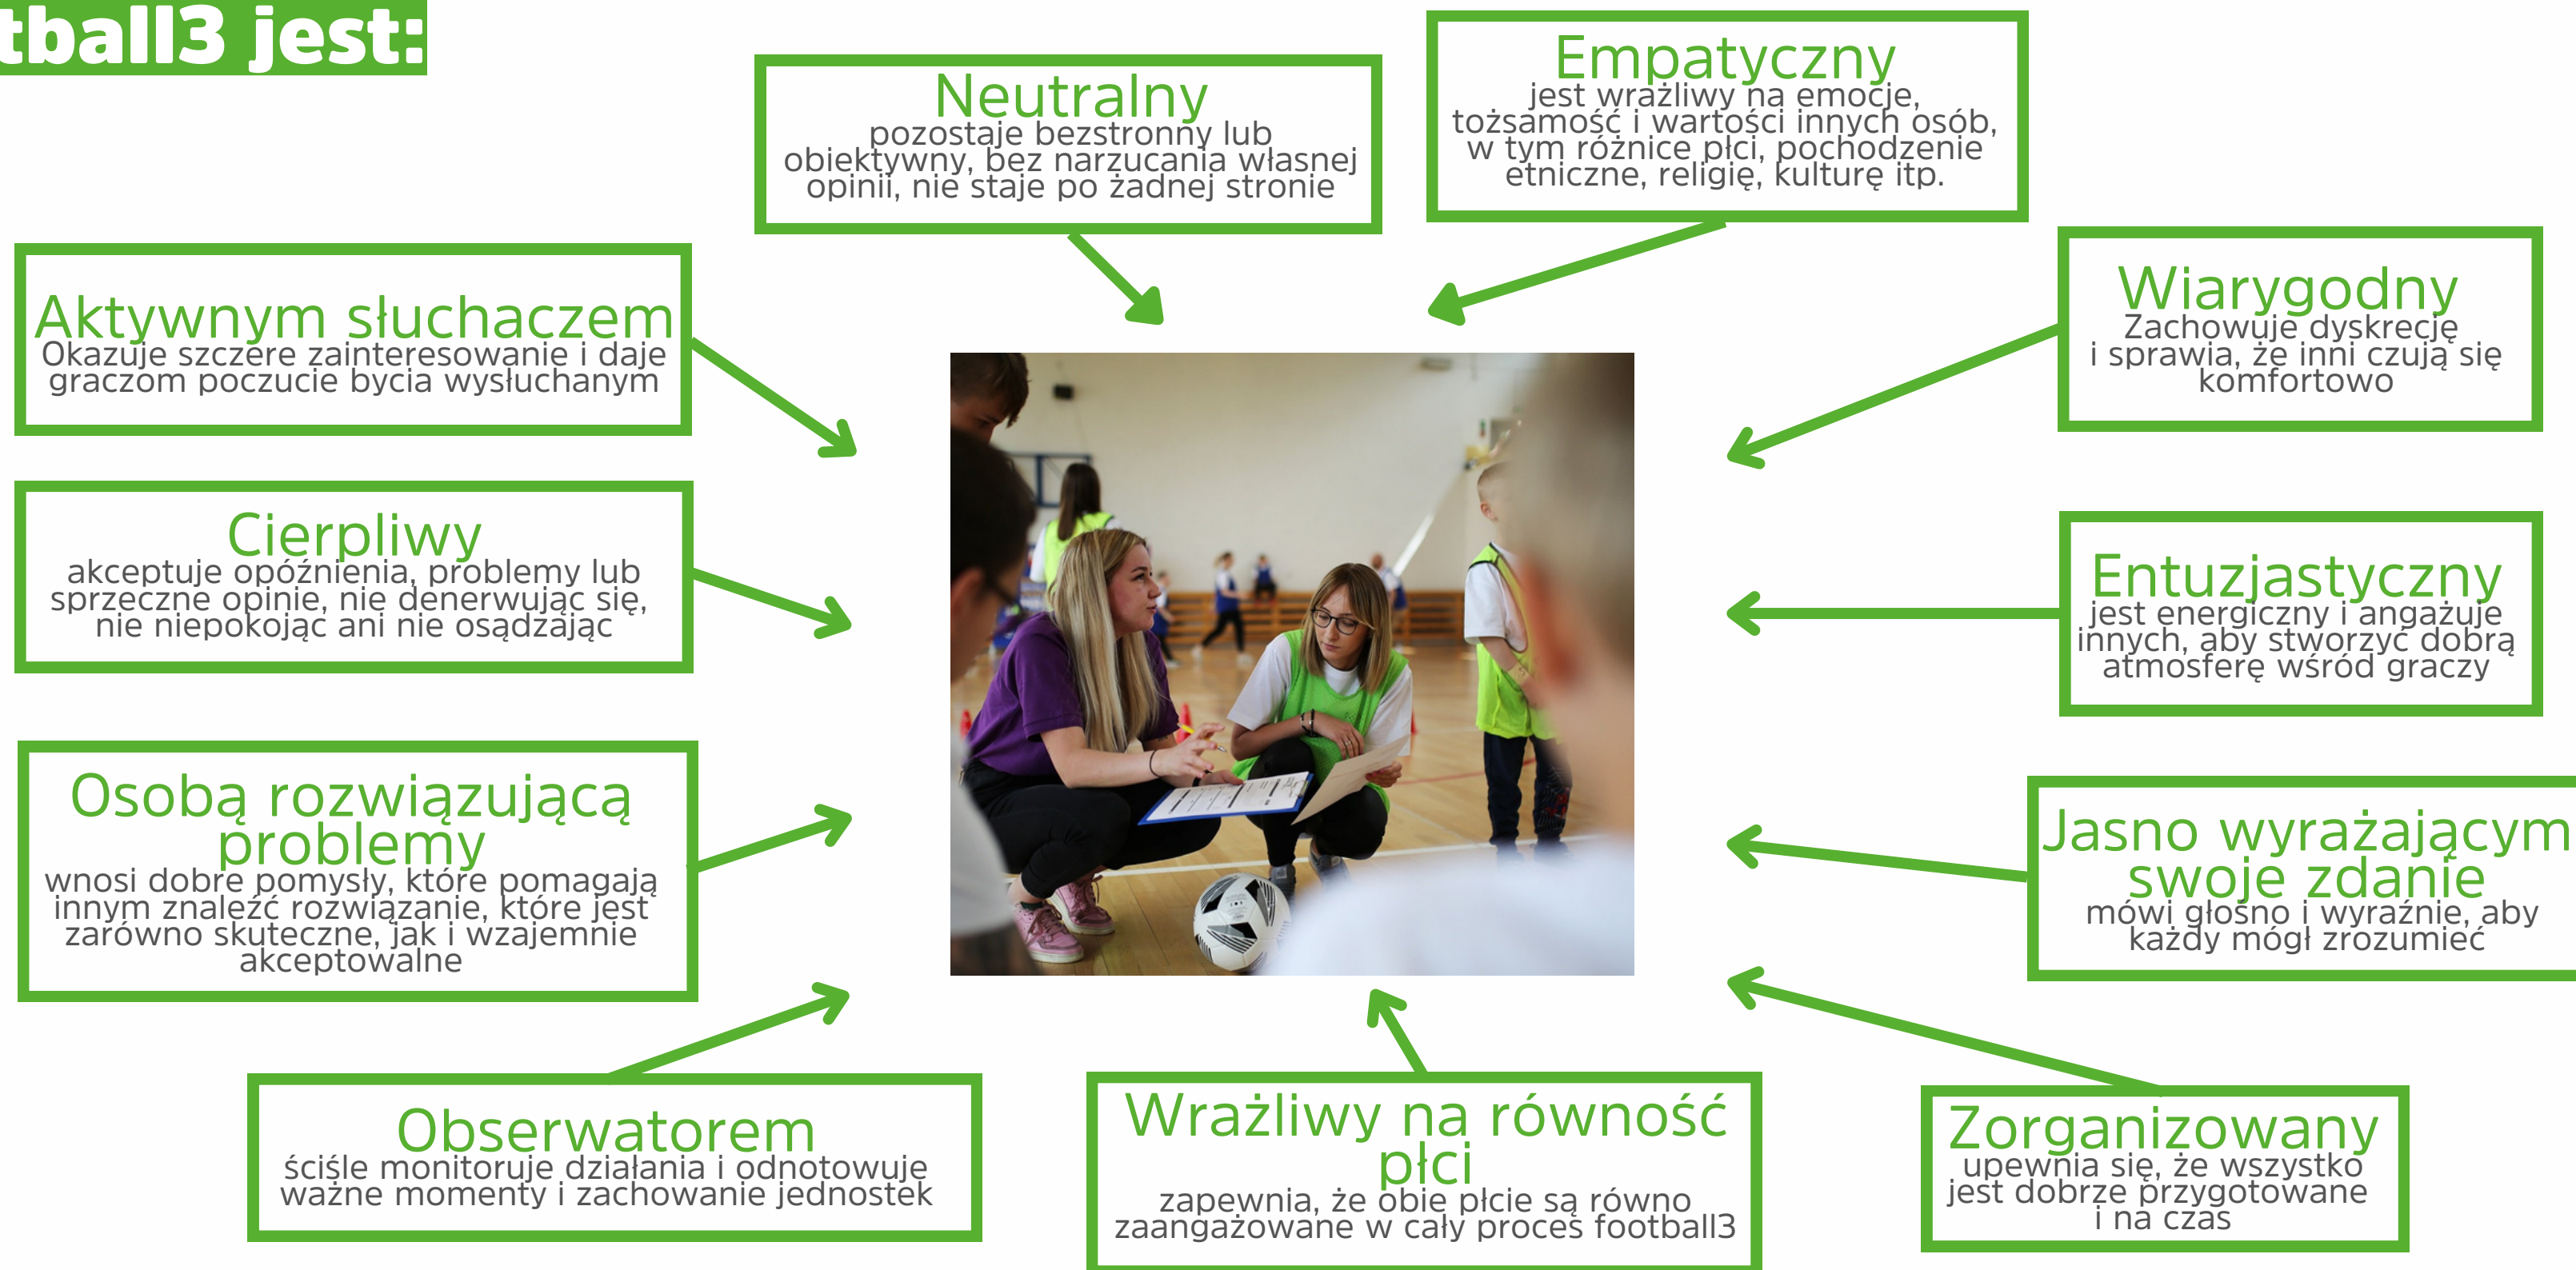 tball3 jest:
Neutralny
pozostaje bezstronny lub
obiektywny, bez narzucania własnej
opinii, nie staje po żadnej stronie
Empatyczny
jest wrażliwy na emocje,
tożsamość i wartości innych osób,
w tym różnice płci, pochodzenie
etniczne, religię, kulturę itp.
Aktywnym słuchaczem
Okazuje szczere zainteresowanie i daje
graczom poczucie bycia wysłuchanym
Wiarygodny
Zachowuje dyskrecję
i sprawia, że inni czują się
komfortowo
Cierpliwy
akceptuje opóźnienia, problemy lub
sprzeczne opinie, nie denerwując się,
nie niepokojąc ani nie osądzając
Entuzjastyczny
jest energiczny i angażuje
innych, aby stworzyć dobrą
atmosferę wśród graczy
Osobą rozwiązującą
problemy
wnosi dobre pomysły, które pomagają
innym znaleźć rozwiązanie, które jest
zarówno skuteczne, jak i wzajemnie
akceptowalne
Jasno wyrażającym
swoje zdanie
mówi głośno i wyraźnie, aby
każdy mógł zrozumieć
Obserwatorem
ściśle monitoruje działania i odnotowuje
ważne momenty i zachowanie jednostek
Wrażliwy na równość
płci
zapewnia, że obie płcie są równo
zaangażowane w cały proces football3
Zorganizowany
upewnia się, że wszystko
jest dobrze przygotowane
i na czas